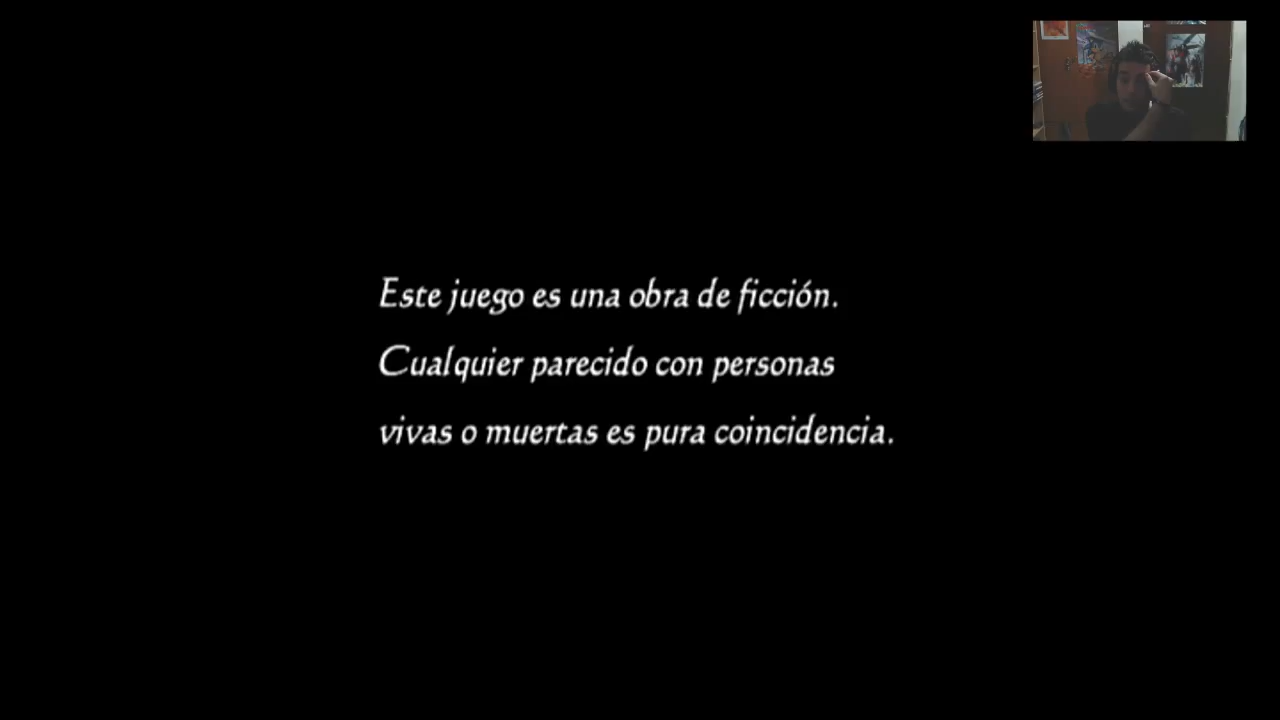 Este juego es una obra de ficción.
Cualquier parecido con personas
vivas o muertas es pura coincidencia.